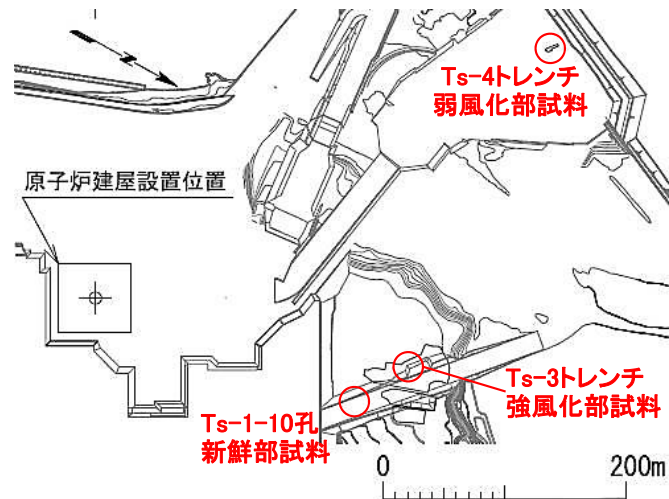 Ts-4トレンチ
弱風化部試料
原子炉建屋設置位置
Ts-3トレンチ
強風化部試料
Ts-1-10孔
新鮮部試料
0
200m